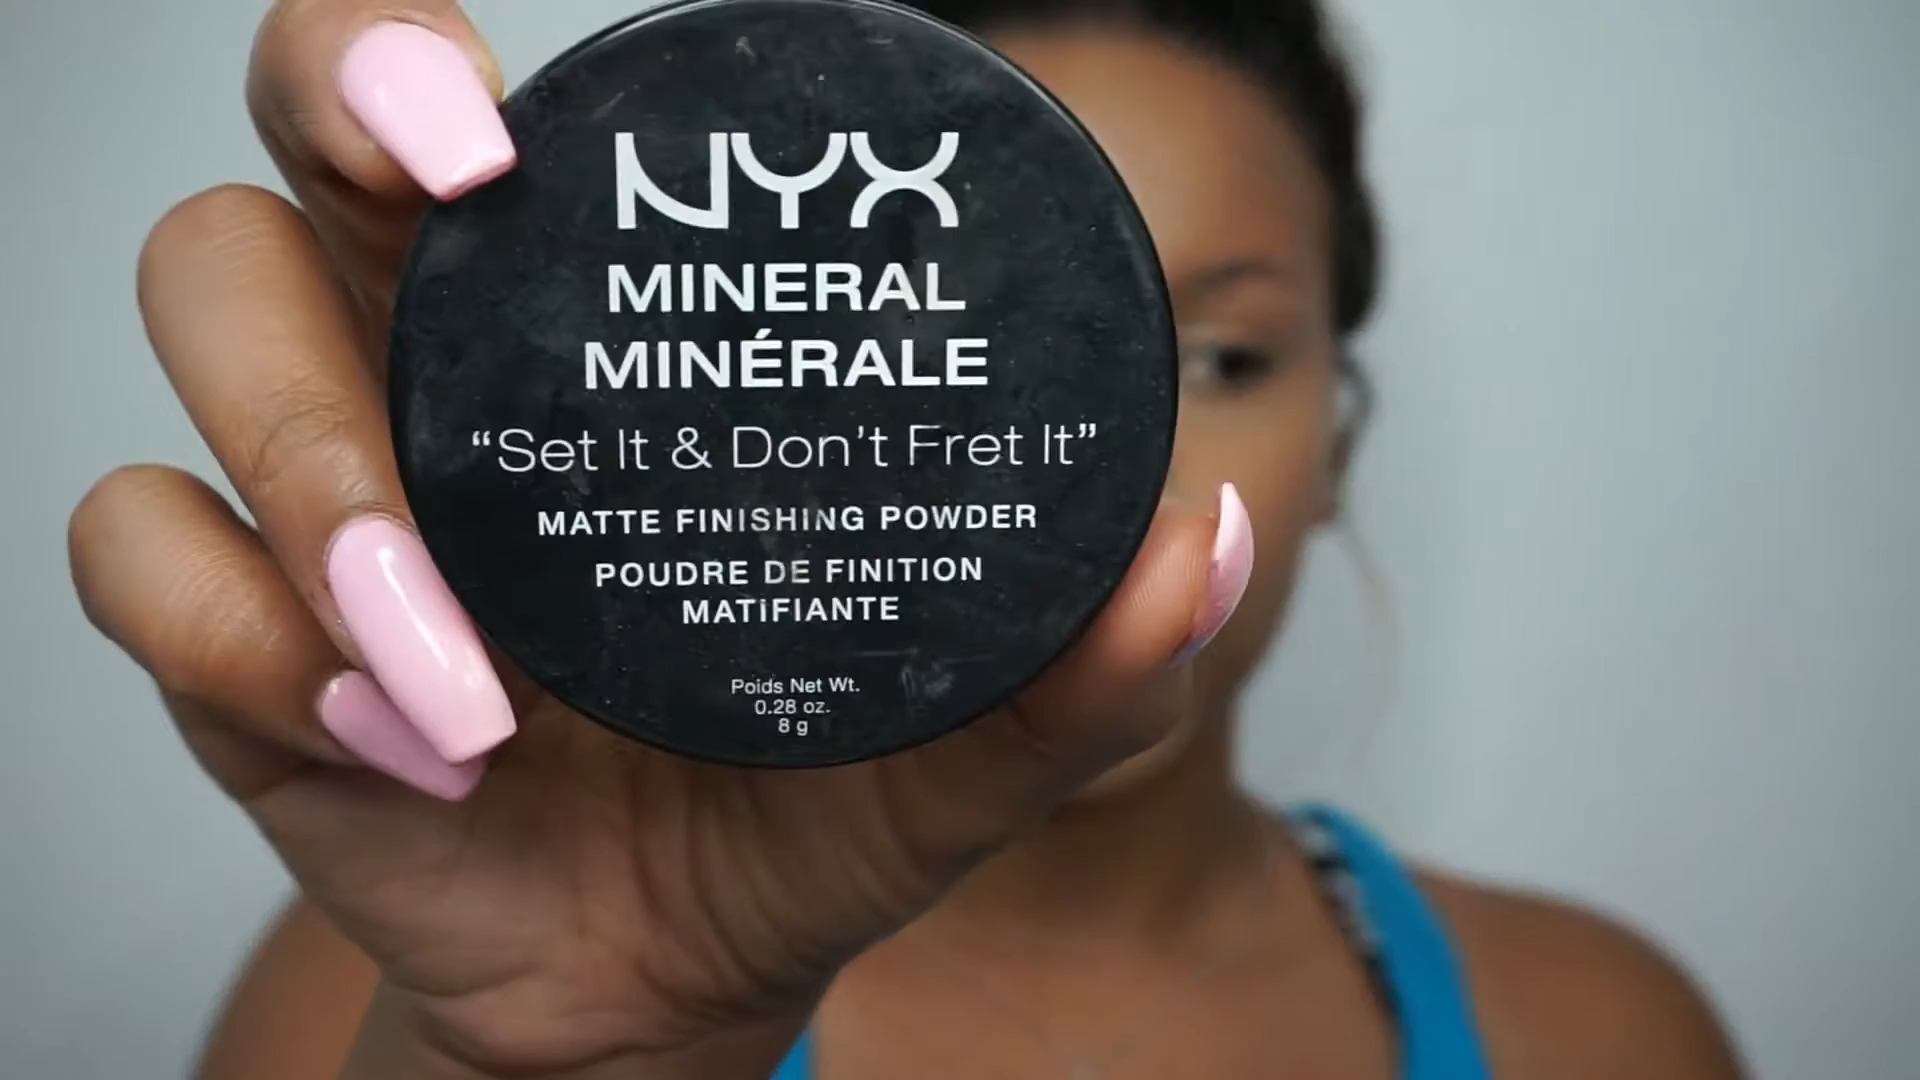 NYX
MINERAL
MINÉRALE
“Set It & Don’t Fret It”
MATTE FINISHING POWDER
POUDRE DE FINITION
MATiFIANTE
Poids Net Wt.
0.28 oz.
8 g